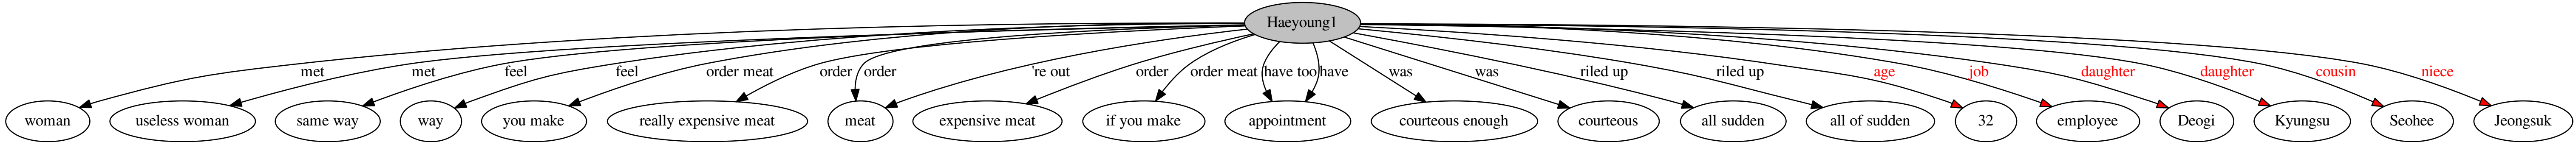 Haeyoung1
met
met
feel
feel
order meat
order
order
're out
order
order meat
have too
have
was
was
riled up
riled up
age
job
daughter
daughter
cousin
niece
woman
useless woman
same way
way
you make
really expensive meat
meat
expensive meat
if you make
appointment
courteous enough
courteous
all sudden
all of sudden
32
employee
Deogi
Kyungsu
Seohee
Jeongsuk